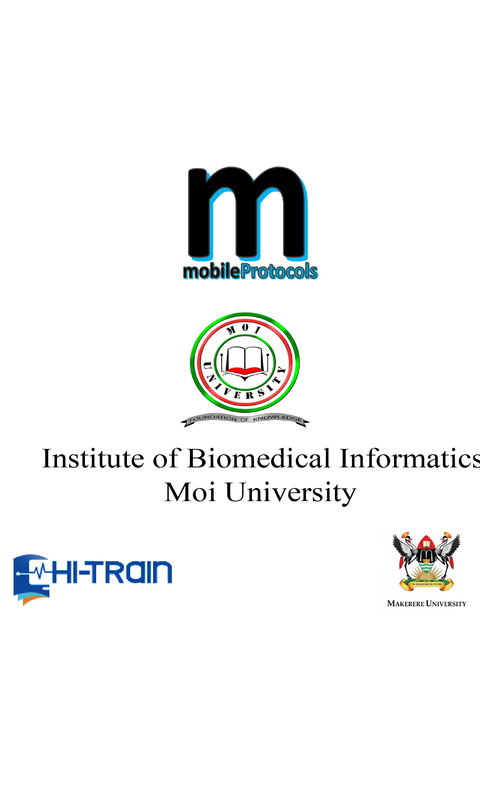 m
mobileProtocols
MOI
UNIVERSITY
FOUNDATION OF KNOWLEDGE
Institute of Biomedical Informatics
Moi University
HI-TRAIN
MAKERERE UNIVERSITY